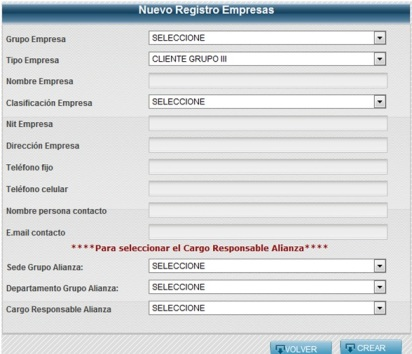 Nuevo Registro Empresas
Grupo Empresa SELECCIONE
Tipo Empresa CLIENTE GRUPO III
Nombre Empresa
Clasificación Empresa SELECCIONE
Nit Empresa
Dirección Empresa
Teléfono fijo
Teléfono celular
Nombre persona contacto
E.mail contacto
****Para seleccionar el Cargo Responsable Alianza****
Sede Grupo Alianza: SELECCIONE
Departamento Grupo Alianza: SELECCIONE
Cargo Responsable Alianza SELECCIONE
VOLVER CREAR